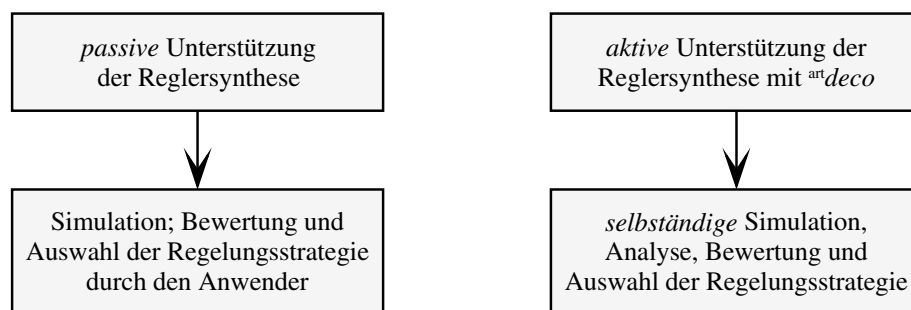 passive Unterstützung
der Reglersynthese
aktive Unterstützung der
Reglersynthese mit artdeco
Simulation; Bewertung und
Auswahl der Regelungsstrategie
durch den Anwender
selbständige Simulation,
Analyse, Bewertung und
Auswahl der Regelungsstrategie